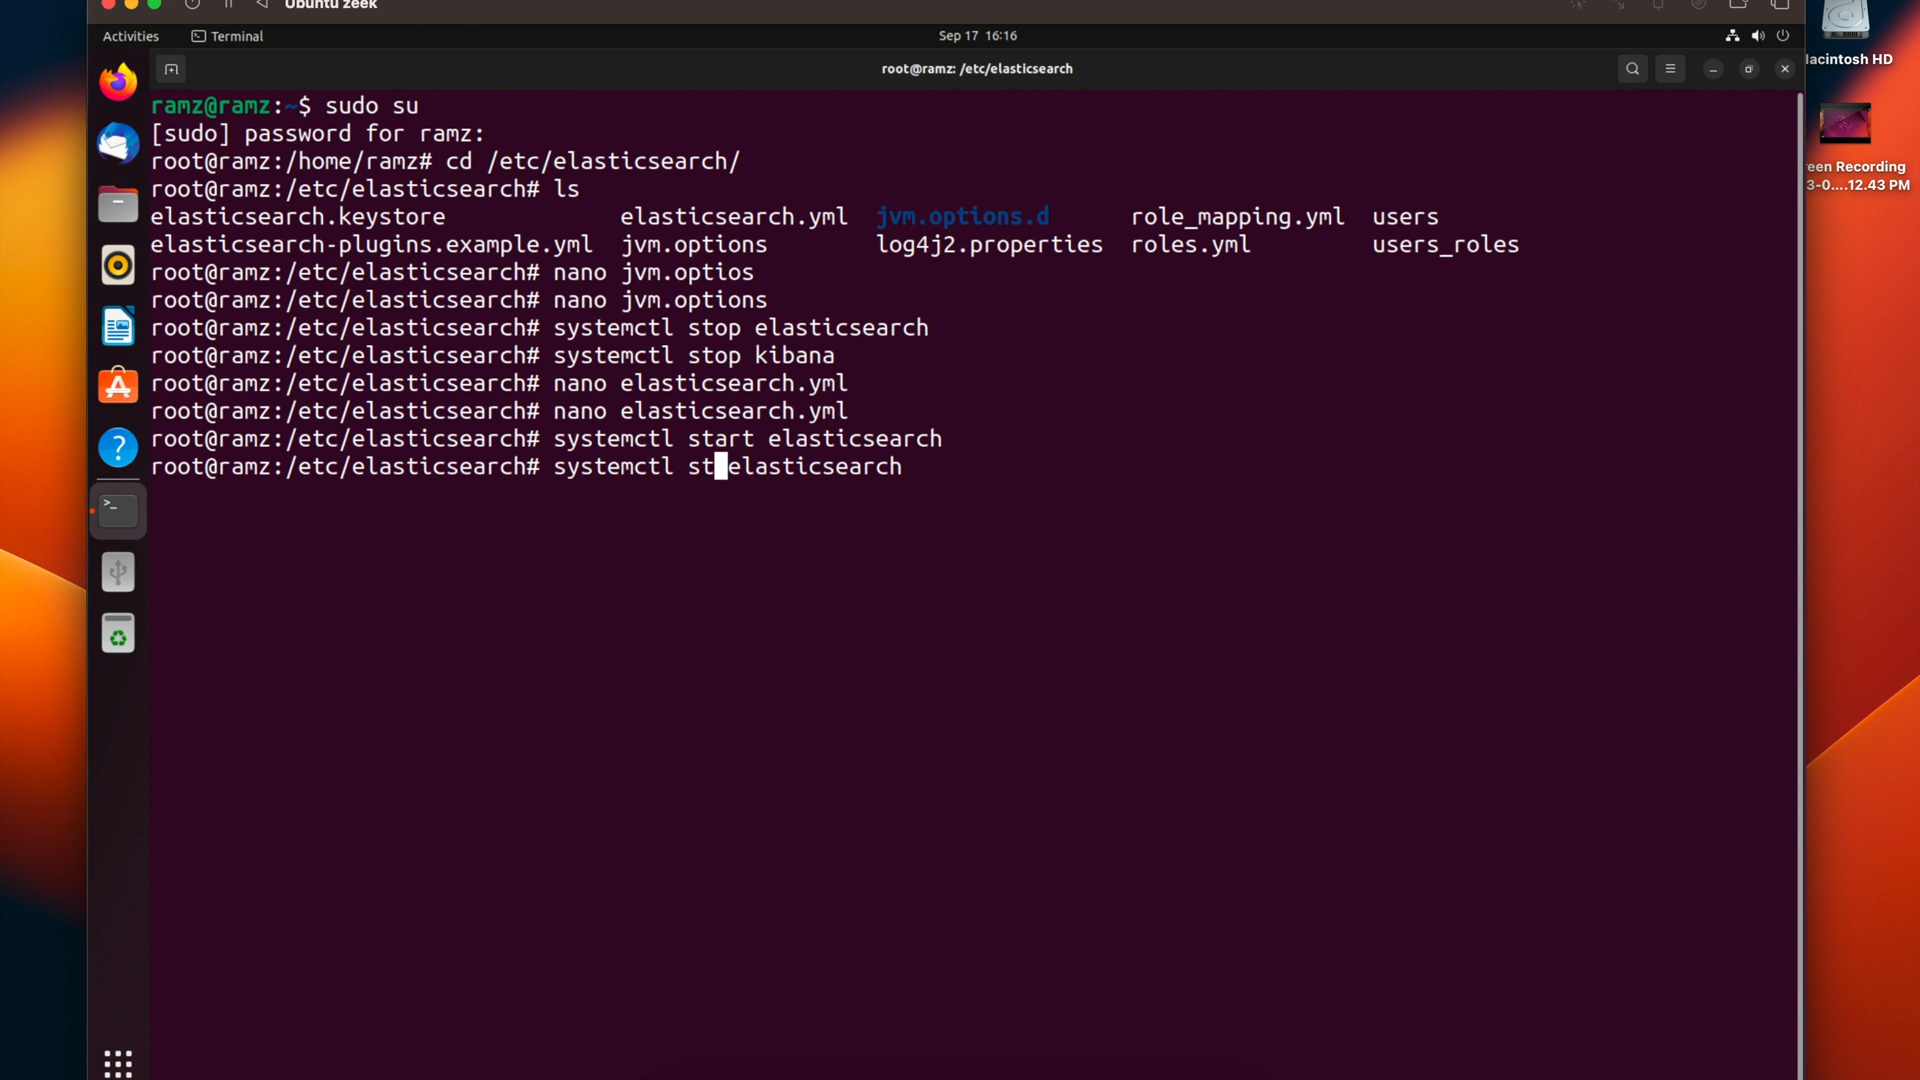 Ubuntu zeek
Activities
Terminal
Sep 17 16:16
root@ramz: /etc/elasticsearch
ramz@ramz:~$ sudo su
[sudo] password for ramz:
root@ramz:/home/ramz# cd /etc/elasticsearch/
root@ramz:/etc/elasticsearch# ls
elasticsearch.keystore elasticsearch.yml jvm.options.d role_mapping.yml users
elasticsearch-plugins.example.yml jvm.options log4j2.properties roles.yml users_roles
root@ramz:/etc/elasticsearch# nano jvm.optios
root@ramz:/etc/elasticsearch# nano jvm.options
root@ramz:/etc/elasticsearch# systemctl stop elasticsearch
root@ramz:/etc/elasticsearch# systemctl stop kibana
root@ramz:/etc/elasticsearch# nano elasticsearch.yml
root@ramz:/etc/elasticsearch# nano elasticsearch.yml
root@ramz:/etc/elasticsearch# systemctl start elasticsearch
root@ramz:/etc/elasticsearch# systemctl st elasticsearch
acintosh HD
een Recording
3-0....12.43 PM